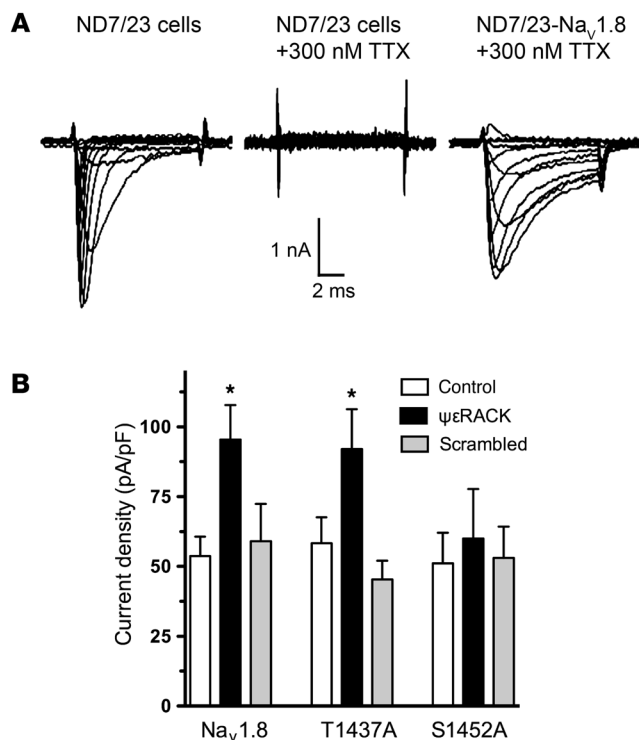 A
ND7/23 cells
ND7/23 cells
+300 nM TTX
ND7/23-NaV1.8
+300 nM TTX
1 nA
2 ms
B
Control
ψεRACK
Scrambled
*
*
Current density (pA/pF)
100
75
50
25
0
NaV1.8
T1437A
S1452A